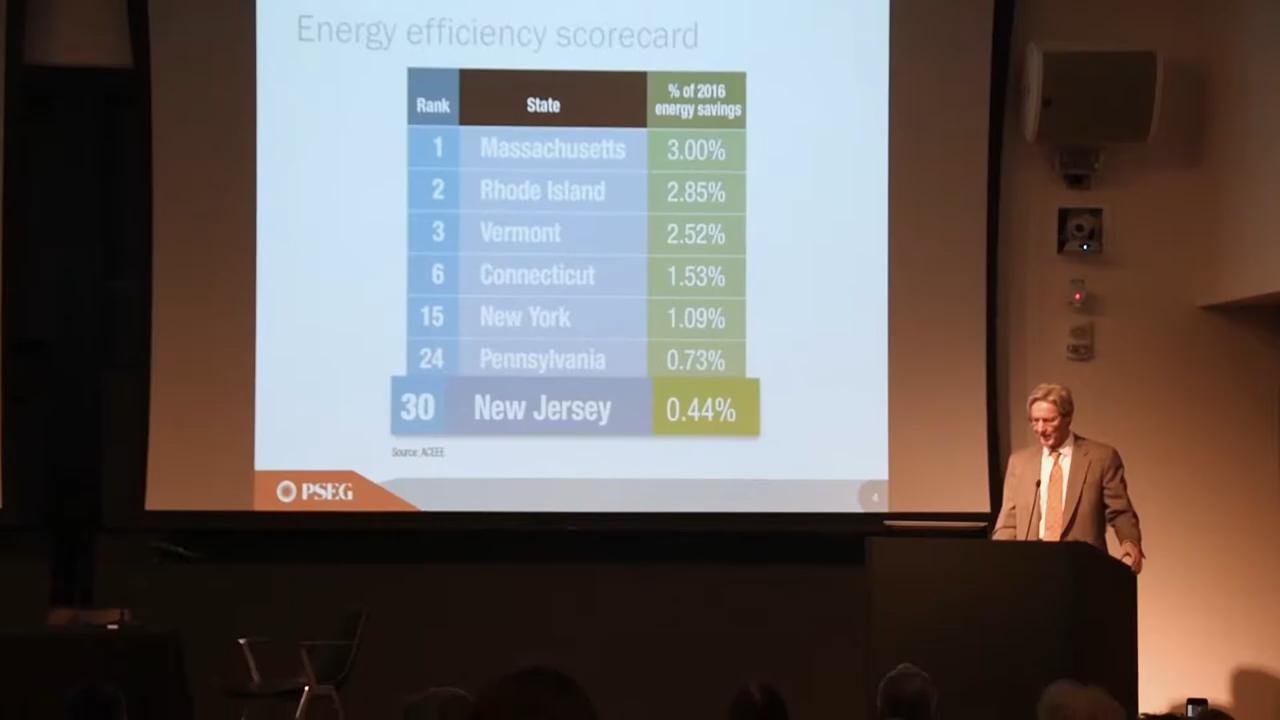 Energy efficiency scorecard
Rank State % of 2016 energy savings
1 Massachusetts 3.00%
2 Rhode Island 2.85%
3 Vermont 2.52%
6 Connecticut 1.53%
15 New York 1.09%
24 Pennsylvania 0.73%
30 New Jersey 0.44%
Source: ACEEE
PSEG
4